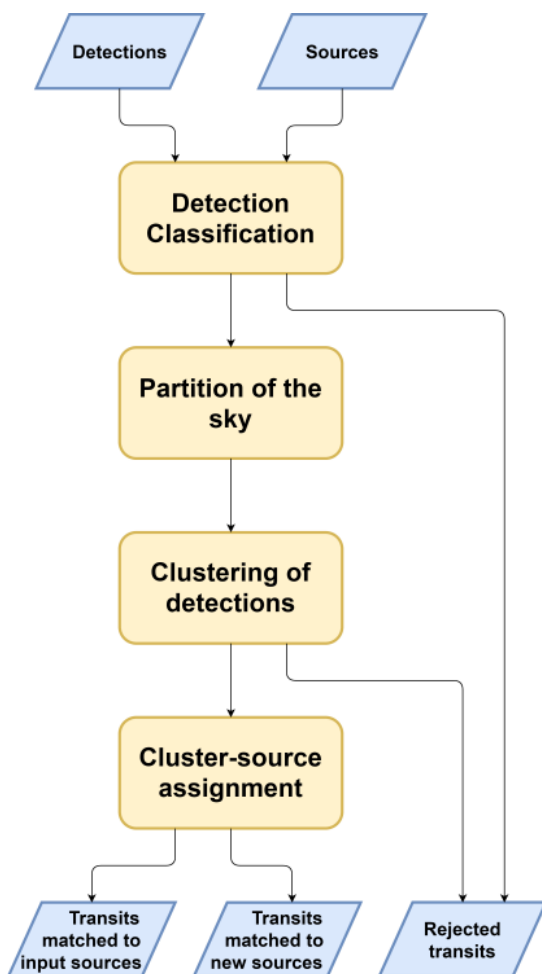 Detections
Sources
Detection
Classification
Partition of the
sky
Clustering of
detections
Cluster-source
assignment
Transits
matched to
input sources
Transits
matched to
new sources
Rejected
transits